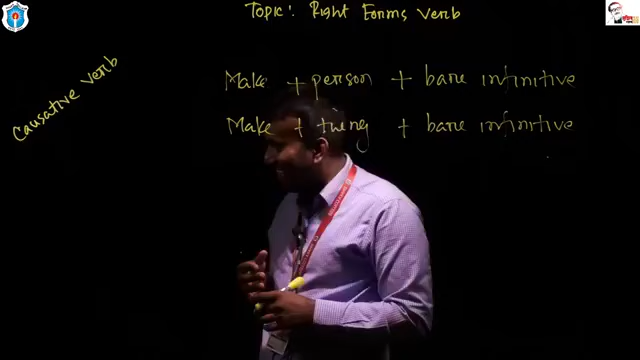 Topic: Right Forms Verb
Causative verb
Make + person + bare infinitive
Make + thing + bare infinitive